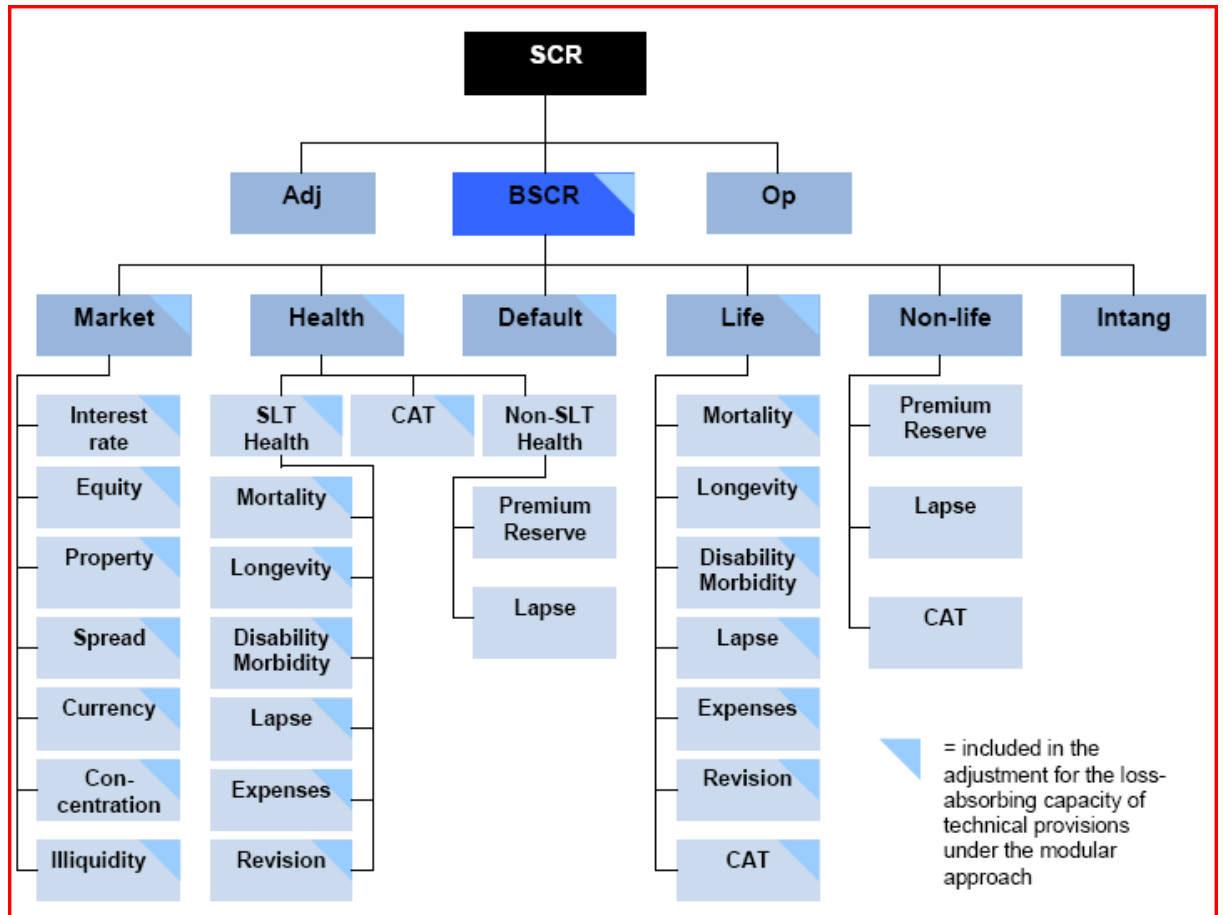 SCR
Adj
BSCR
Op
Market
Health
Default
Life
Non-life
Intang
Interest
rate
Equity
Property
Spread
Currency
Con-
centration
Illiquidity
SLT
Health
CAT
Non-SLT
Health
Mortality
Longevity
Disability
Morbidity
Lapse
Expenses
Revision
Premium
Reserve
Lapse
Mortality
Longevity
Disability
Morbidity
Lapse
Expenses
Revision
CAT
Premium
Reserve
Lapse
CAT
= included in the
adjustment for the loss-
absorbing capacity of
technical provisions
under the modular
approach